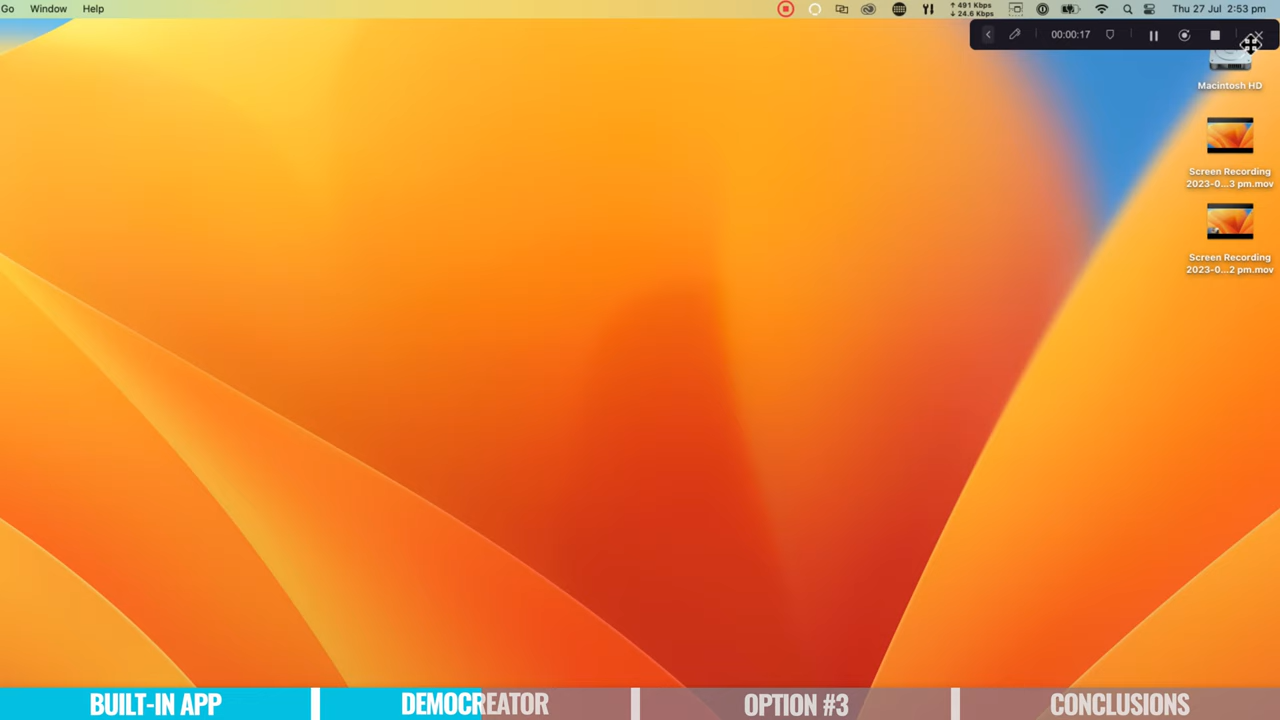 Go Window Help
↑ 491 Kbps
↓ 24.6 Kbps
Thu 27 Jul 2:53 pm
00:00:17
Macintosh HD
Screen Recording
2023-0...3 pm.mov
Screen Recording
2023-0...2 pm.mov
BUILT-IN APP
DEMOCREATOR
OPTION #3
CONCLUSIONS